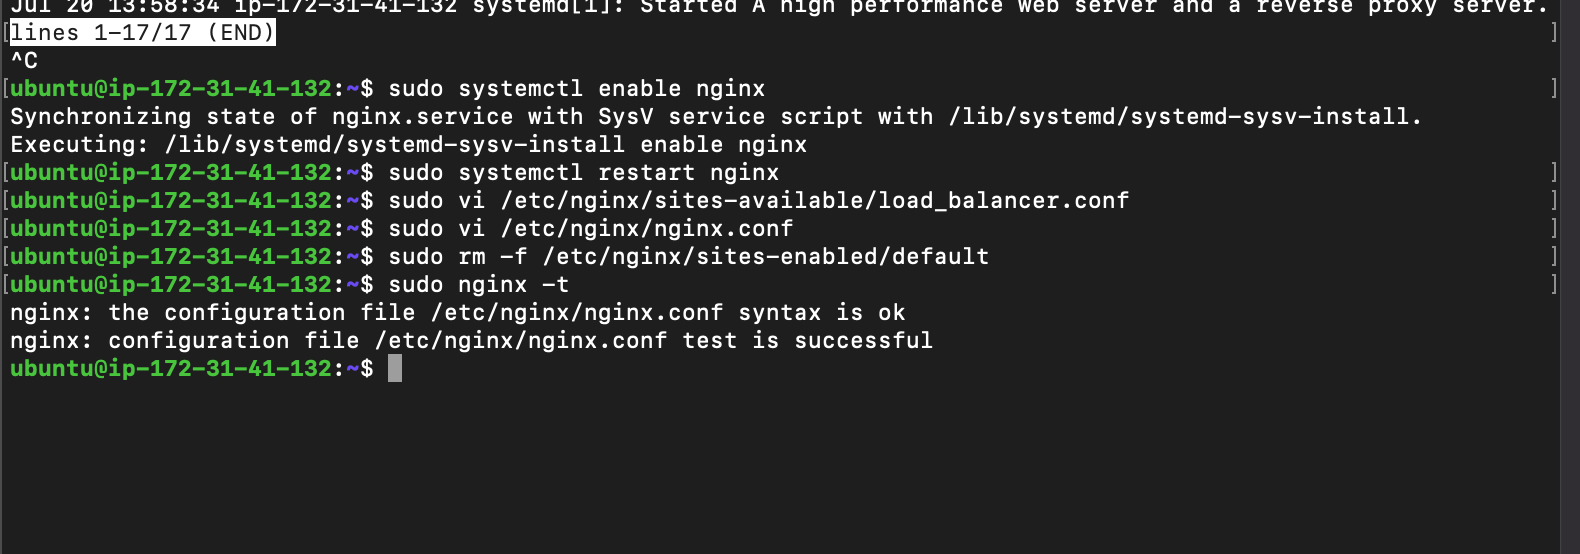 Jul 20 13:58:34 ip-172-31-41-132 systemd[1]: Started A high performance web server and a reverse proxy server.
[lines 1-17/17 (END) ]
^C
[ubuntu@ip-172-31-41-132:~$ sudo systemctl enable nginx ]
Synchronizing state of nginx.service with SysV service script with /lib/systemd/systemd-sysv-install.
Executing: /lib/systemd/systemd-sysv-install enable nginx
[ubuntu@ip-172-31-41-132:~$ sudo systemctl restart nginx ]
[ubuntu@ip-172-31-41-132:~$ sudo vi /etc/nginx/sites-available/load_balancer.conf ]
[ubuntu@ip-172-31-41-132:~$ sudo vi /etc/nginx/nginx.conf ]
[ubuntu@ip-172-31-41-132:~$ sudo rm -f /etc/nginx/sites-enabled/default ]
[ubuntu@ip-172-31-41-132:~$ sudo nginx -t ]
nginx: the configuration file /etc/nginx/nginx.conf syntax is ok
nginx: configuration file /etc/nginx/nginx.conf test is successful
ubuntu@ip-172-31-41-132:~$